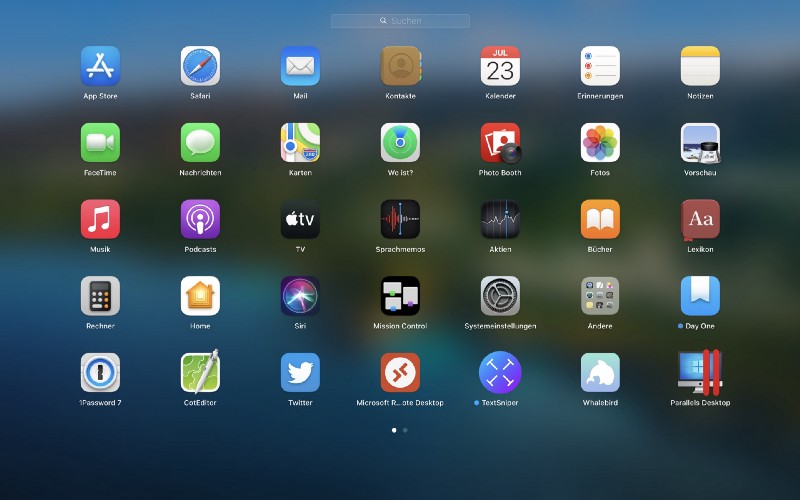 Suchen
App Store
Safari
Mail
Kontakte
JUL
23
Kalender
Erinnerungen
Notizen
FaceTime
Nachrichten
Karten
Wo ist?
Photo Booth
Fotos
Vorschau
Musik
Podcasts
tv
TV
Sprachmemos
Aktien
Bücher
Aa
Lexikon
Rechner
Home
Siri
Mission Control
Systemeinstellungen
Andere
Day One
1Password 7
CotEditor
Twitter
Microsoft R...ote Desktop
TextSniper
Whalebird
Parallels Desktop